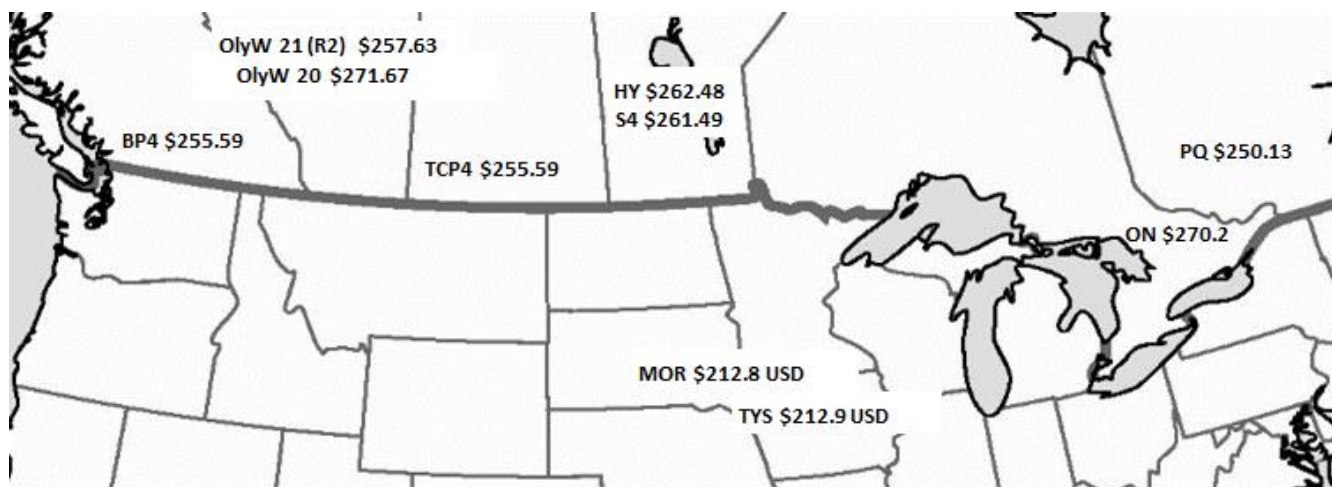 OlyW 21 (R2) $257.63
OlyW 20 $271.67
HY $262.48
S4 $261.49
BP4 $255.59
TCP4 $255.59
PQ $250.13
ON $270.2
MOR $212.8 USD
TYS $212.9 USD